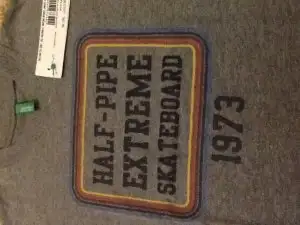 HALF-PIPE
EXTREME
SKATEBOARD
1973